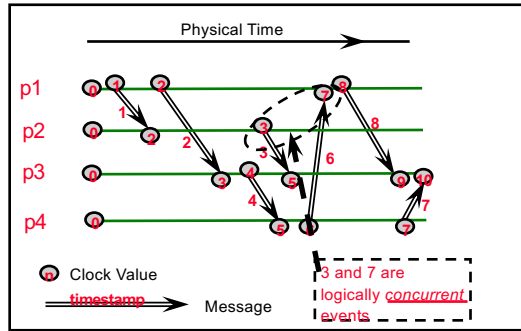 Physical Time
p1 0 1 2 7 8
1 2 8
p2 0 2 3
3 6
p3 0 3 4 5 9 10
4 7
p4 0 5 7
n Clock Value
timestamp Message
3 and 7 are
logically concurrent
events